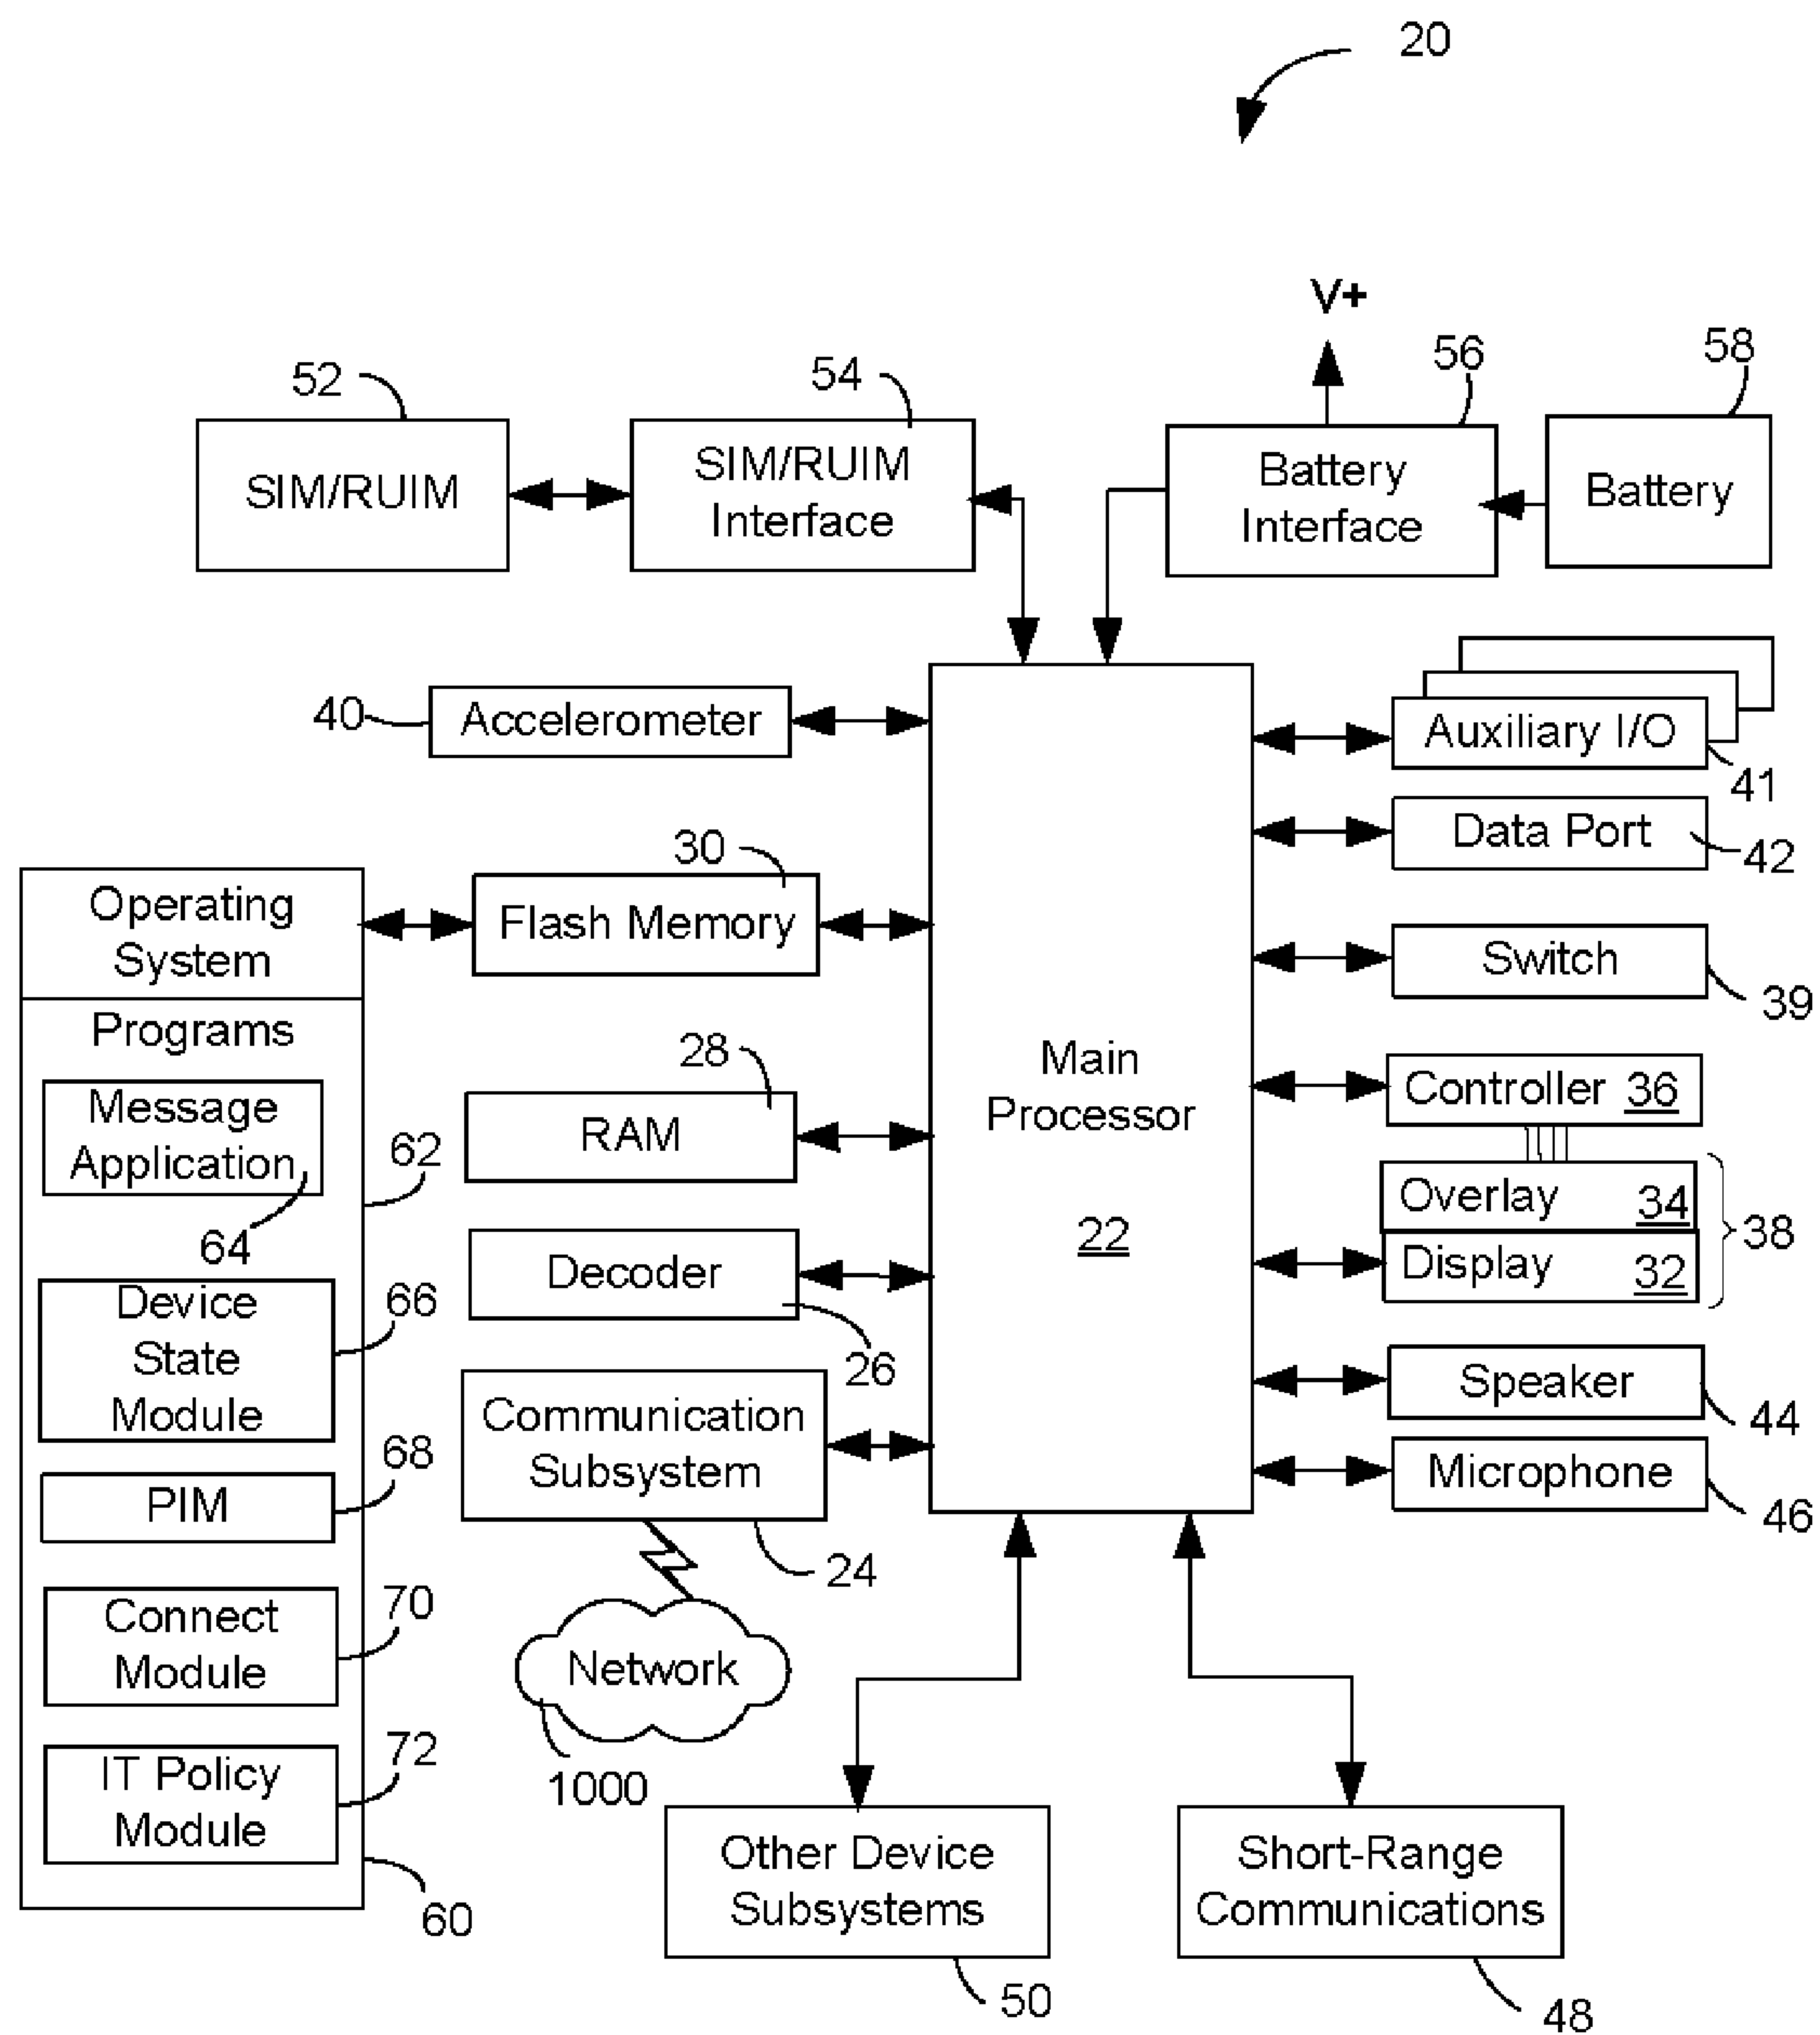 20
V+
52
54
56
58
SIM/RUIM
SIM/RUIM
Interface
Battery
Interface
Battery
40
Accelerometer
Auxiliary I/O
41
30
Data Port
42
Operating
System
Flash Memory
Switch
39
Programs
28
Main
Processor
22
Controller 36
Message
Application
64
62
RAM
Overlay 34
38
Decoder
26
Display 32
Device
State
Module
66
Speaker
44
Communication
Subsystem
24
Microphone
46
PIM
68
Connect
Module
70
Network
1000
IT Policy
Module
72
60
Other Device
Subsystems
50
Short-Range
Communications
48